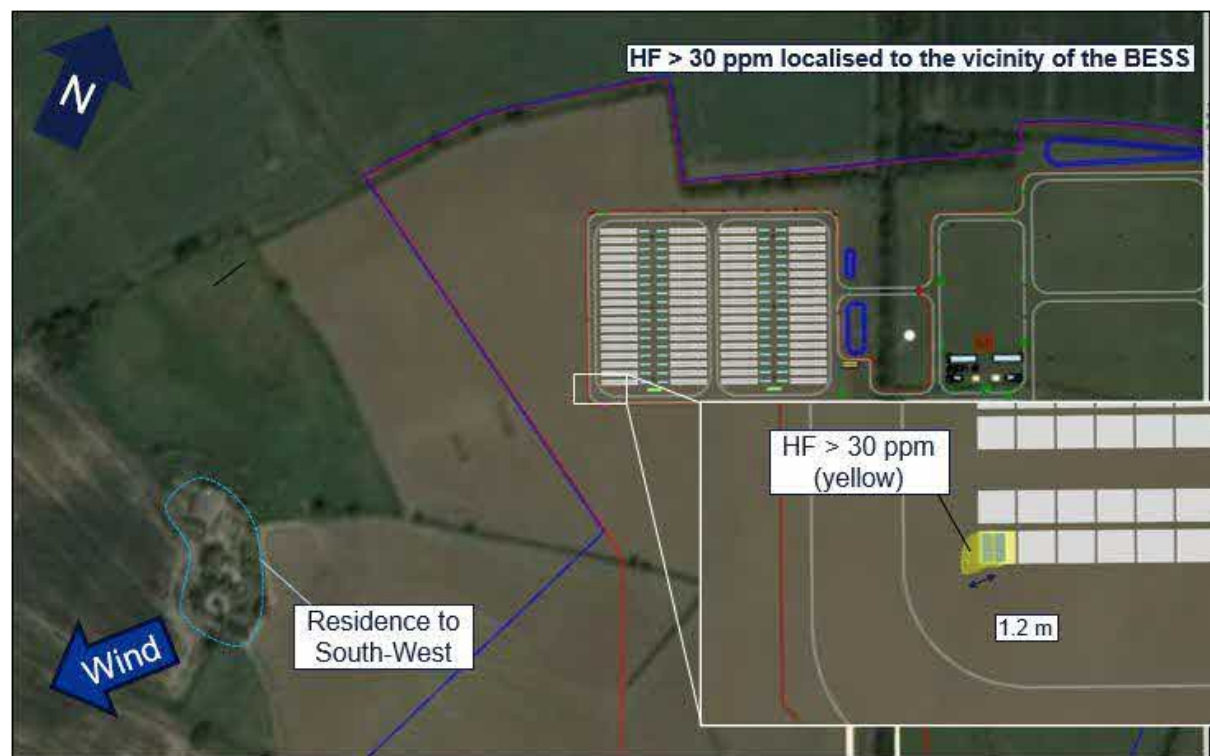 N
HF > 30 ppm localised to the vicinity of the BESS
HF > 30 ppm
(yellow)
1.2 m
Residence to
South-West
Wind